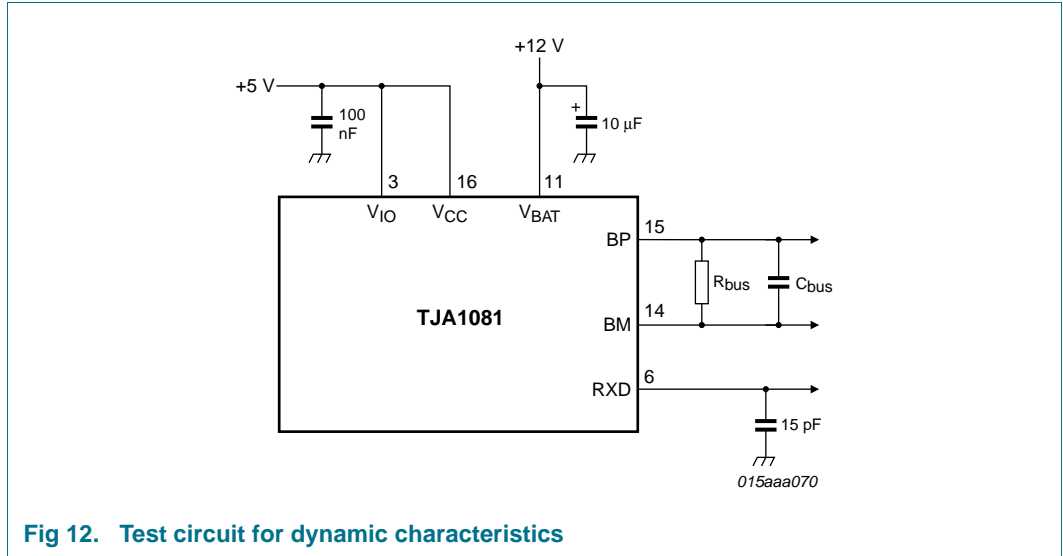 +12 V
+5 V
100
nF
+
10 μF
3
16
11
VIO
VCC
VBAT
15
BP
Rbus
Cbus
TJA1081
14
BM
6
RXD
15 pF
015aaa070
Fig 12. Test circuit for dynamic characteristics